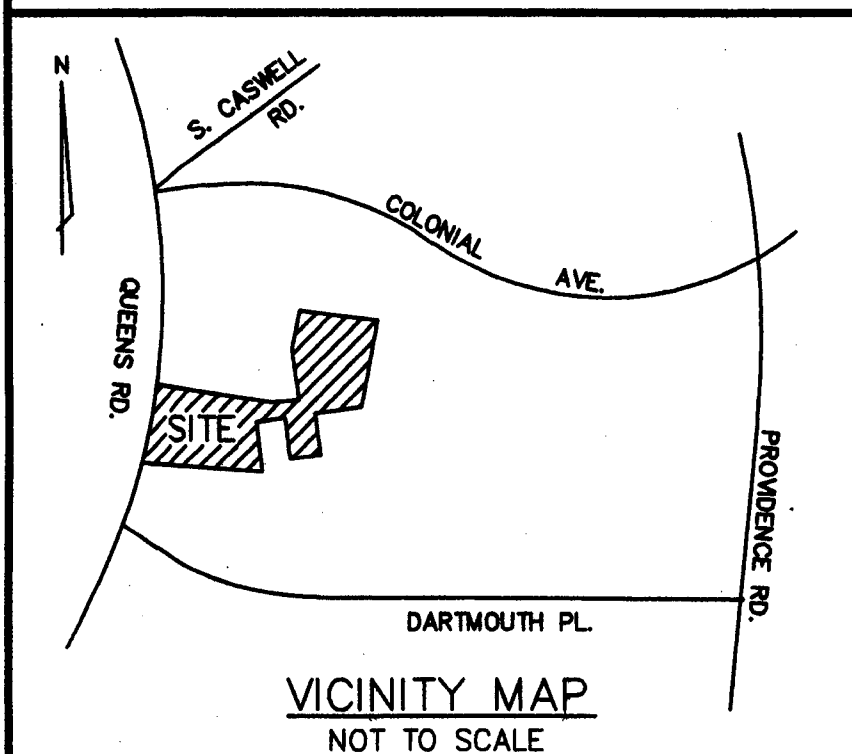 N
S. CASWELL
RD.
COLONIAL
AVE.
QUEENS RD.
SITE
PROVIDENCE RD.
DARTMOUTH PL.
VICINITY MAP
NOT TO SCALE